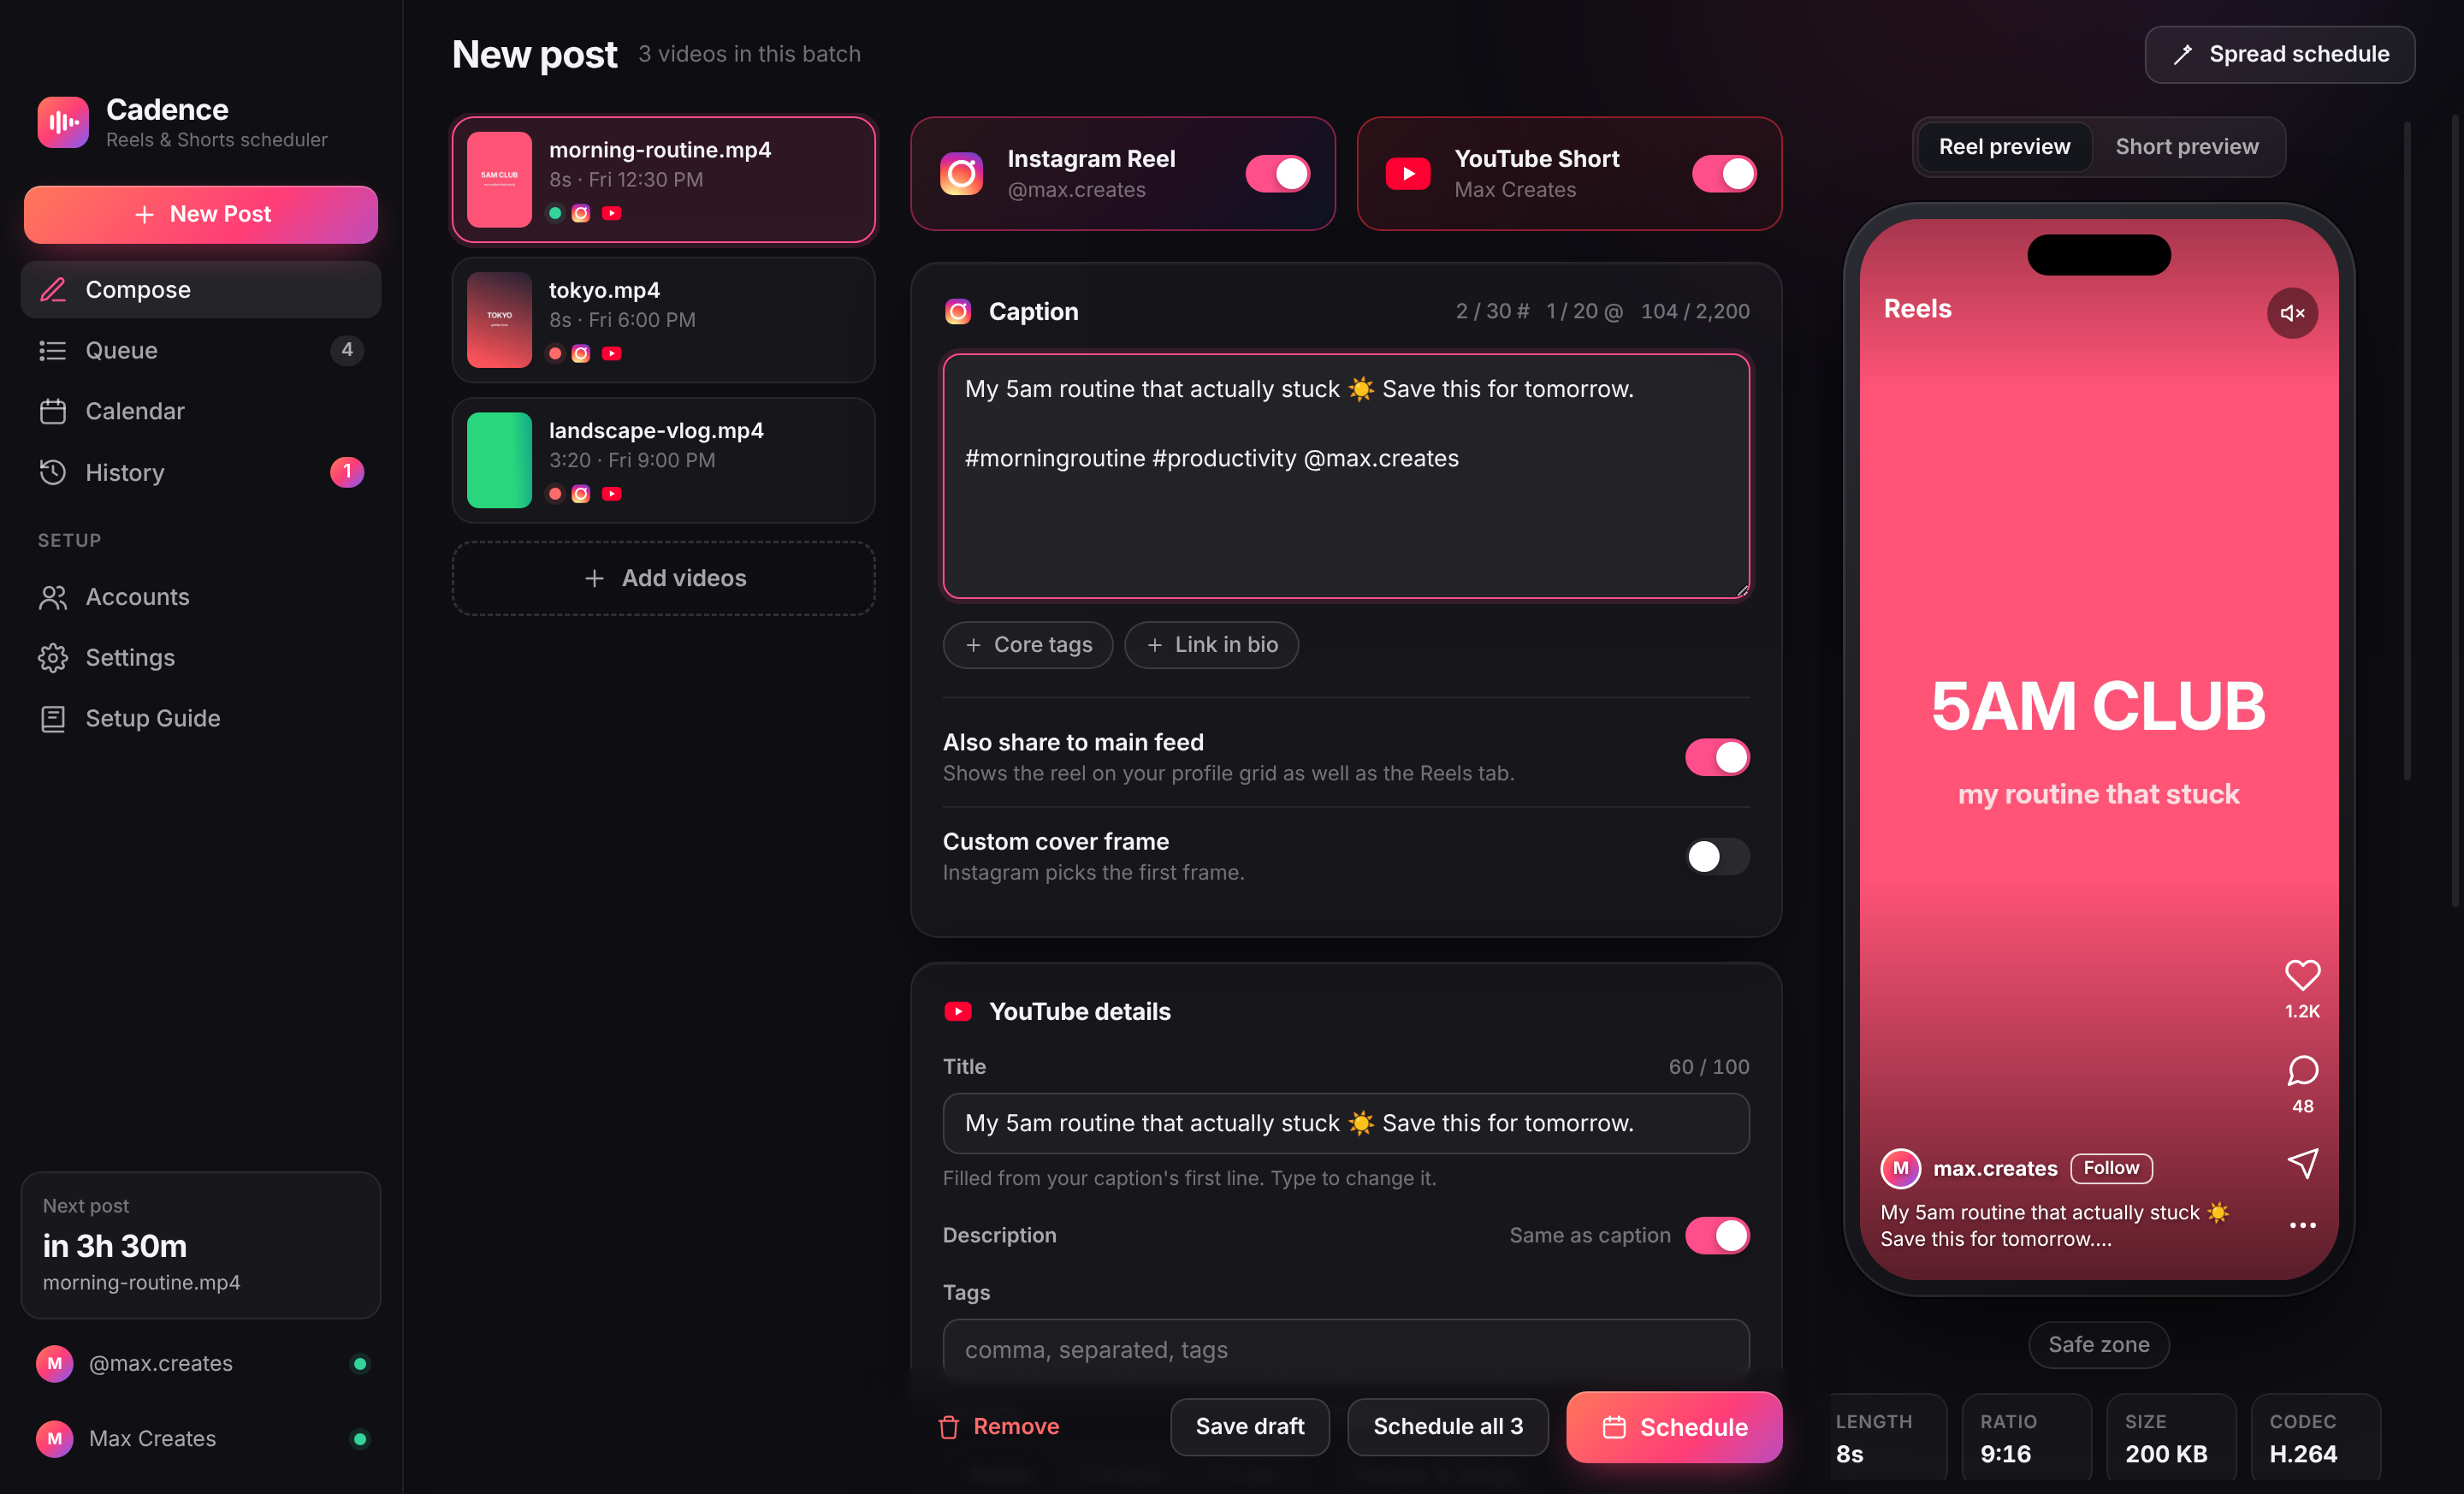 Cadence
Reels & Shorts scheduler
New Post
Compose
Queue
4
Calendar
History
1
SETUP
Accounts
Settings
Setup Guide
Next post
in 3h 30m
morning-routine.mp4
M
@max.creates
M
Max Creates
New post
3 videos in this batch
Spread schedule
5AM CLUB
morning-routine.mp4
8s · Fri 12:30 PM
TOKYO
tokyo.mp4
8s · Fri 6:00 PM
landscape-vlog.mp4
3:20 · Fri 9:00 PM
Add videos
Instagram Reel
@max.creates
YouTube Short
Max Creates
Caption
2 / 30 # 1 / 20 @ 104 / 2,200
My 5am routine that actually stuck ☀️ Save this for tomorrow.
#morningroutine #productivity @max.creates
Core tags
Link in bio
Also share to main feed
Shows the reel on your profile grid as well as the Reels tab.
Custom cover frame
Instagram picks the first frame.
YouTube details
Title
60 / 100
My 5am routine that actually stuck ☀️ Save this for tomorrow.
Filled from your caption's first line. Type to change it.
Description
Same as caption
Tags
comma, separated, tags
Remove
Save draft
Schedule all 3
Schedule
Reel preview
Short preview
Reels
5AM CLUB
my routine that stuck
1.2K
48
M
max.creates
Follow
My 5am routine that actually stuck ☀️
Save this for tomorrow....
Safe zone
LENGTH
8s
RATIO
9:16
SIZE
200 KB
CODEC
H.264